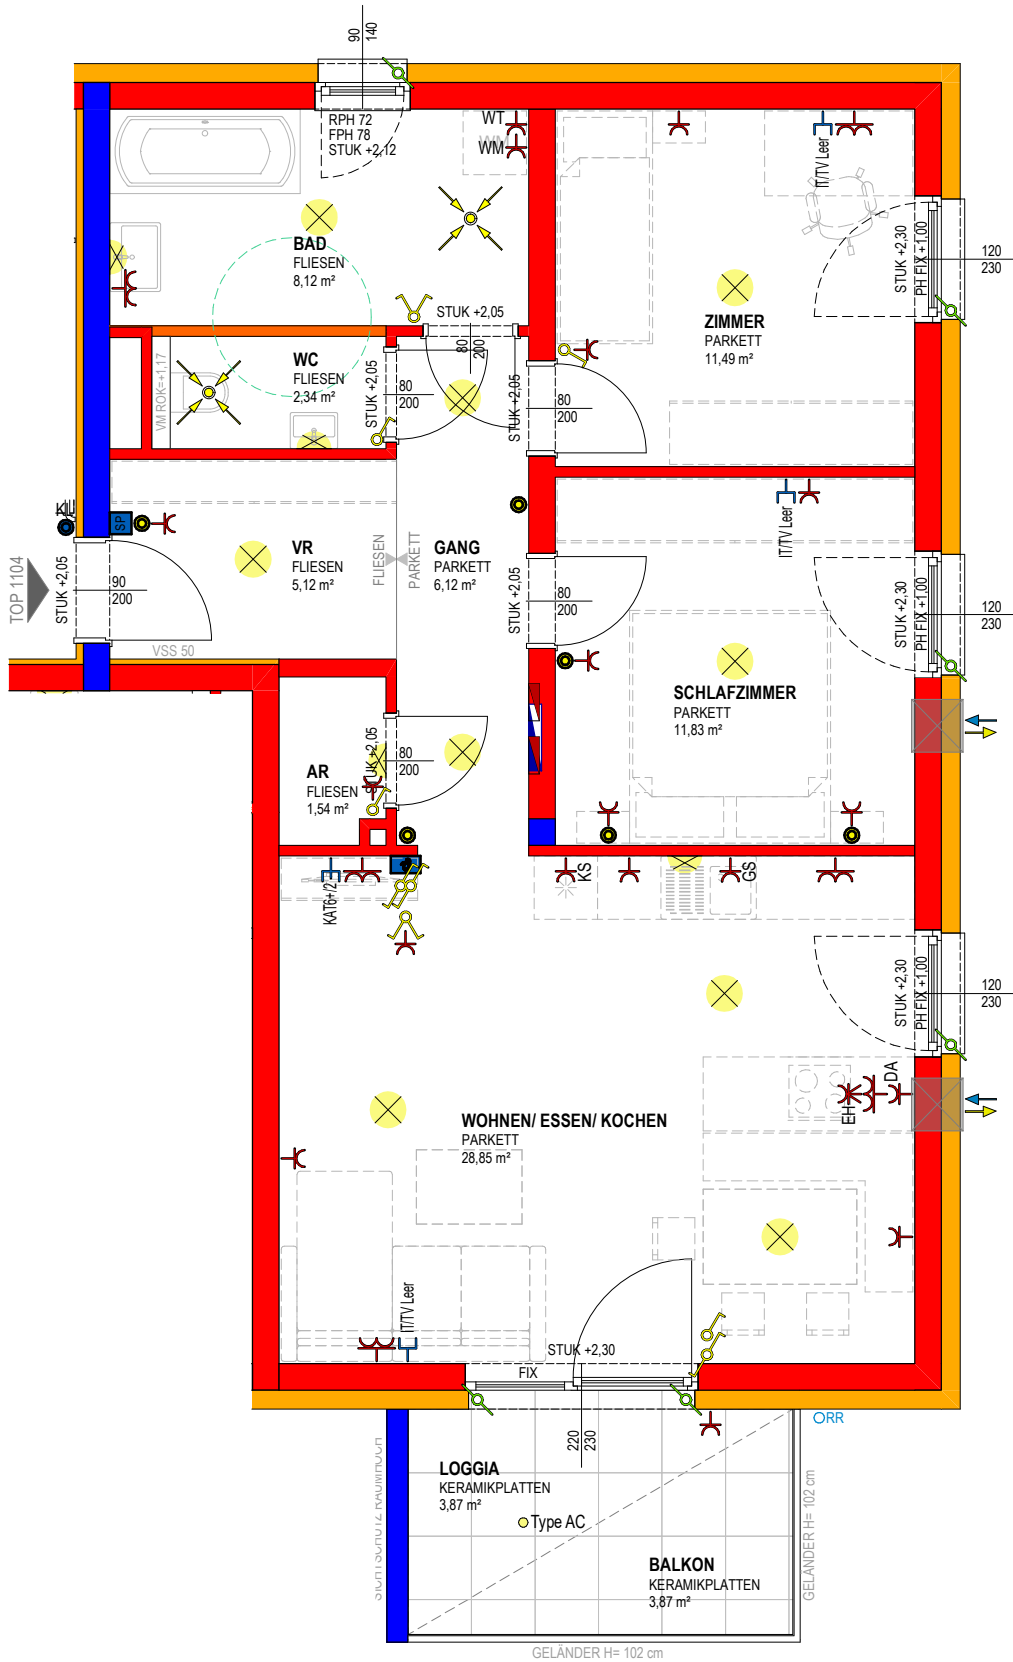 90
140
RPH 72
FPH 78
STUK +2,12
WT
WM
WM
IT/TV Leer
BAD
FLIESEN
8,12 m²
STUK +2,05
80
200
ZIMMER
PARKETT
11,49 m²
STUK +2,30
PH FIX +1,00
120
230
VM ROK=+1,17
WC
FLIESEN
2,34 m²
STUK +2,05
80
200
STUK +2,05
80
200
SP
TOP 1104
STUK +2,05
90
200
VR
FLIESEN
5,12 m²
FLIESEN
PARKETT
GANG
PARKETT
6,12 m²
STUK +2,05
80
200
IT/TV Leer
STUK +2,30
PH FIX +1,00
120
230
VSS 50
SCHLAFZIMMER
PARKETT
11,83 m²
AR
FLIESEN
1,54 m²
STUK +2,05
80
200
KAT6+/2
KS
GS
STUK +2,30
PH FIX +1,00
120
230
EH
DA
WOHNEN/ ESSEN/ KOCHEN
PARKETT
28,85 m²
IT/TV Leer
STUK +2,30
FIX
220
230
ORR
SICHTSCHUTZ RAUMHOCH
LOGGIA
KERAMIKPLATTEN
3,87 m²
Type AC
BALKON
KERAMIKPLATTEN
3,87 m²
GELÄNDER H= 102 cm
GELÄNDER H= 102 cm